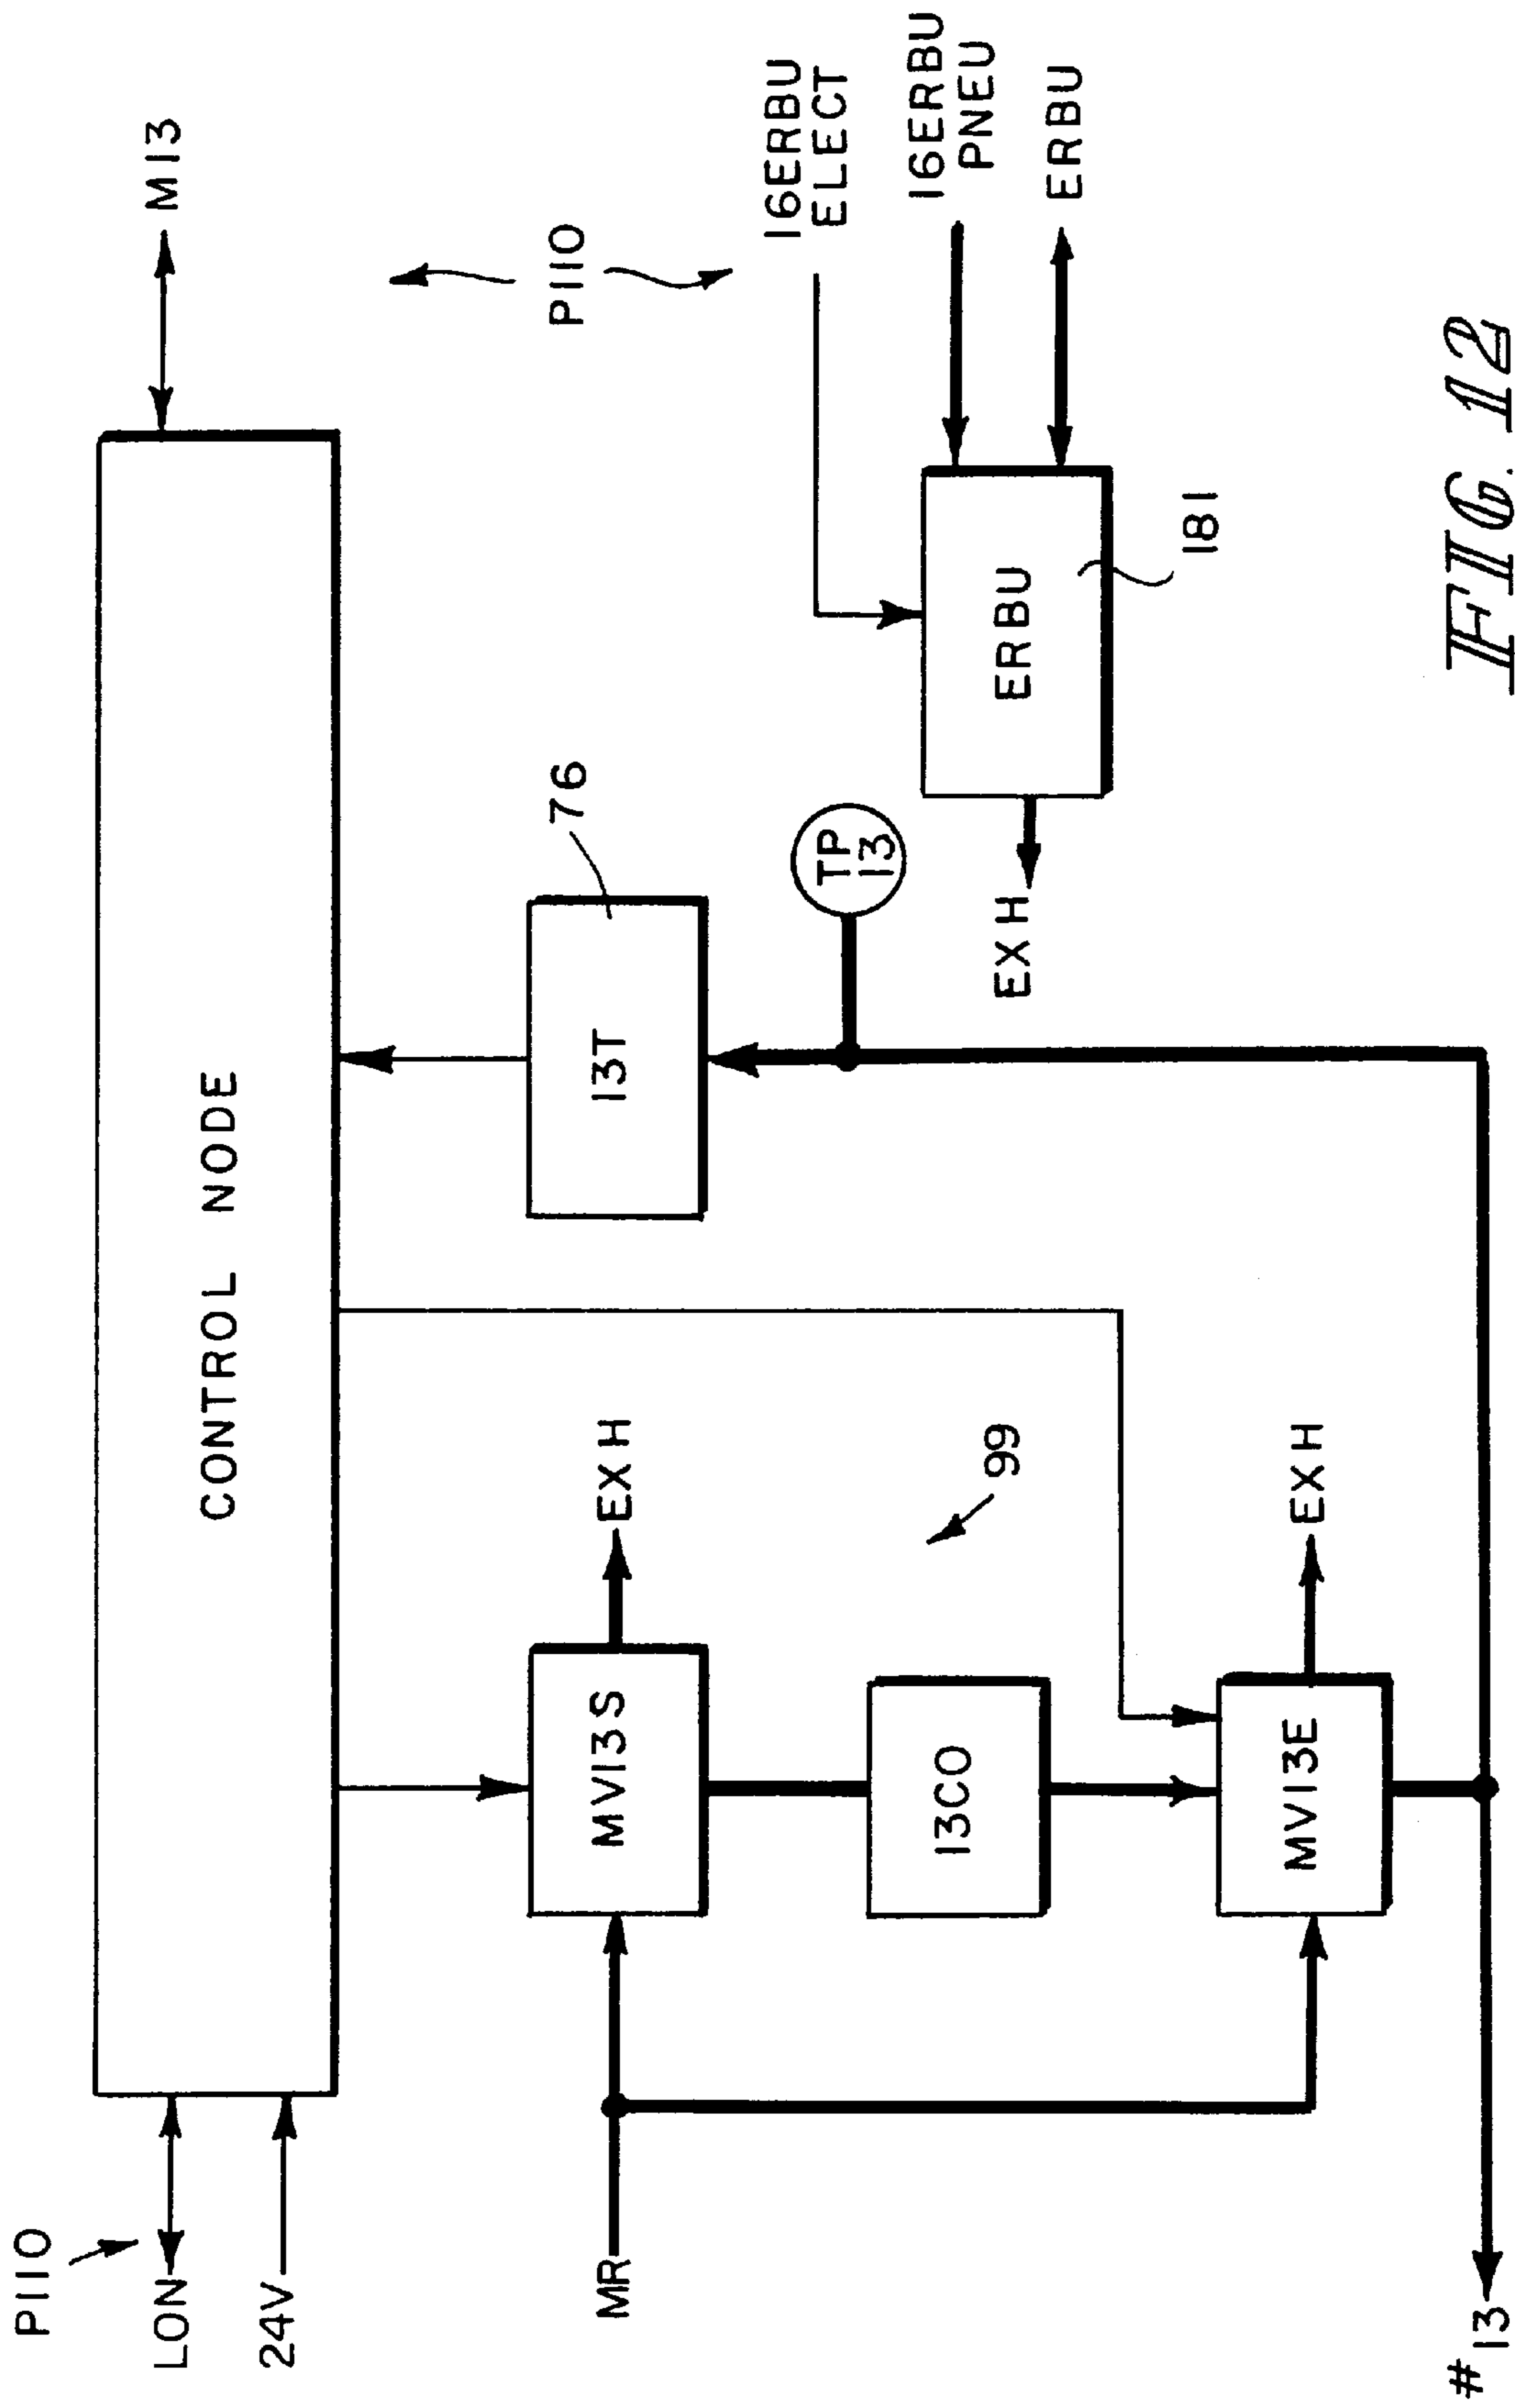 P110
LON
24V
CONTROL NODE
M13
P110
MR
MV13S
EXH
13T
76
16ERBU
ELECT
13CO
99
TP
13
16ERBU
PNEU
EXH
ERBU
ERBU
181
MV13E
EXH
#13
FIG. 12